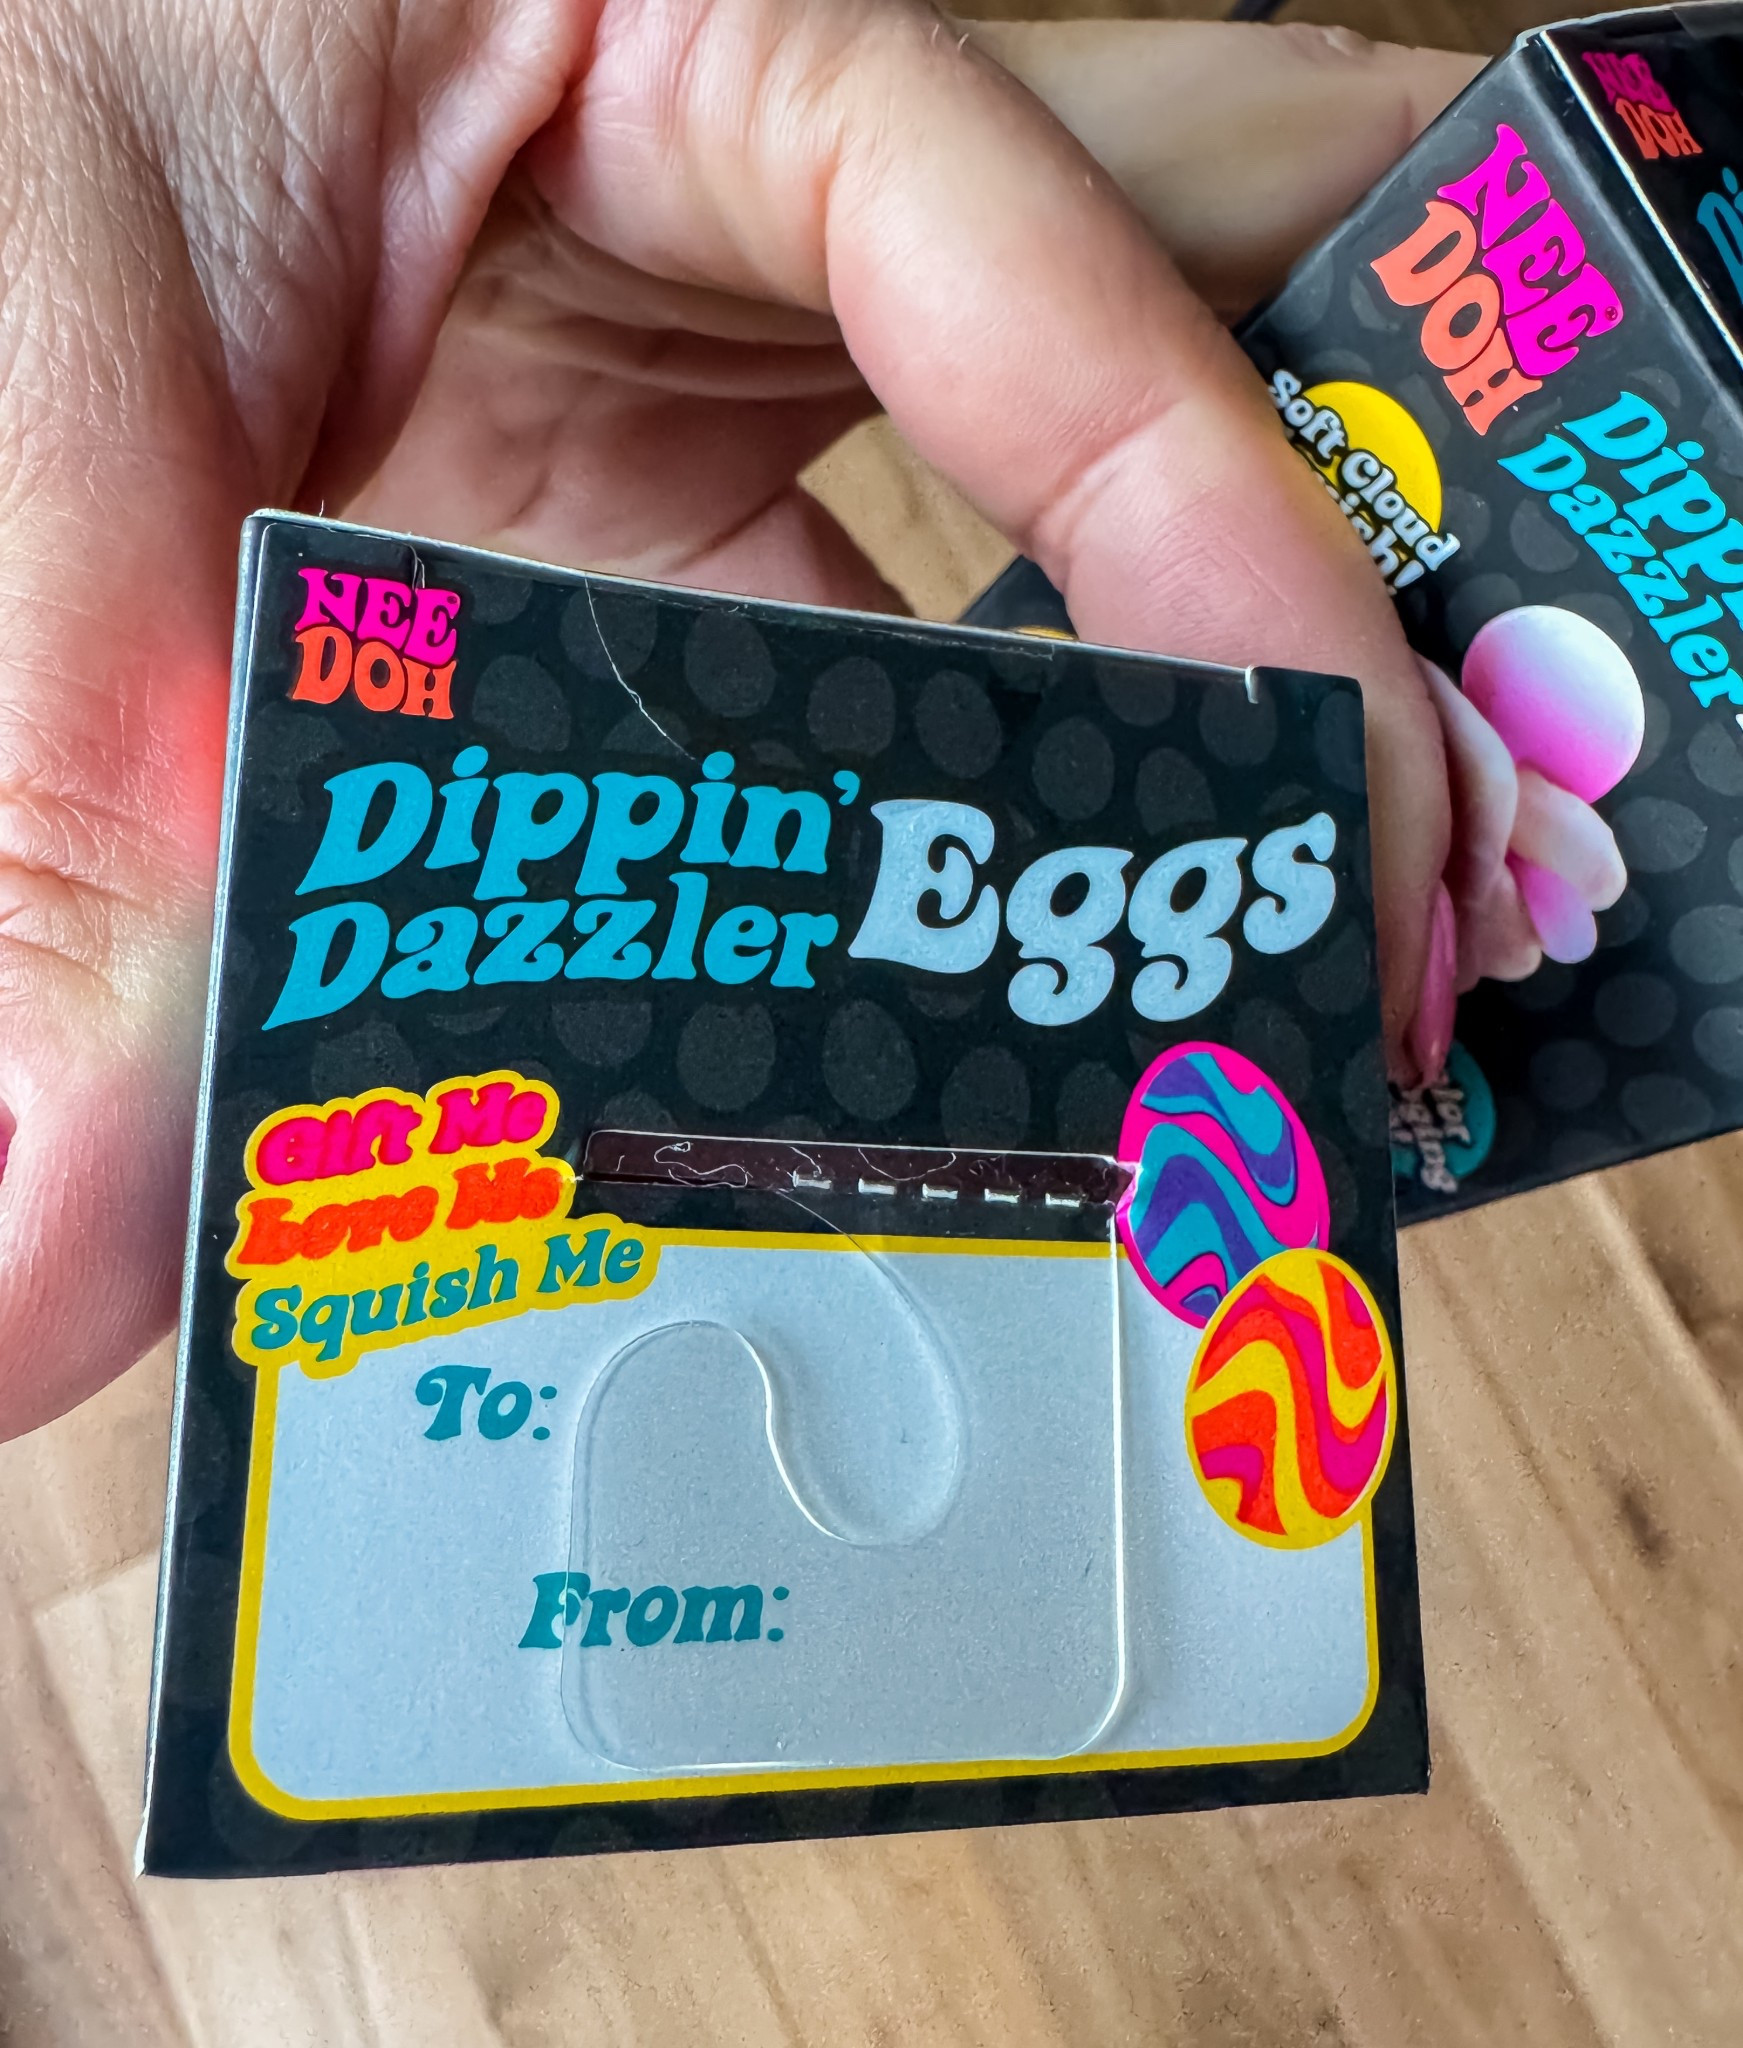 NEE
DOH
Dippin'
Dazzler Eggs
Gift Me
Love Me
Squish Me
To:
From:
NEE
DOH
NEE
DOH®
Soft Cloud
Dazzler